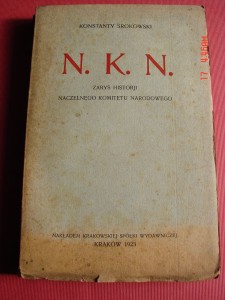 KONSTANTY SROKOWSKI
N. K. N.
ZARYS HISTORJI
NACZELNEGO KOMITETU NARODOWEGO
NAKŁADEM KRAKOWSKIEJ SPÓŁKI WYDAWNICZEJ
KRAKÓW 1923